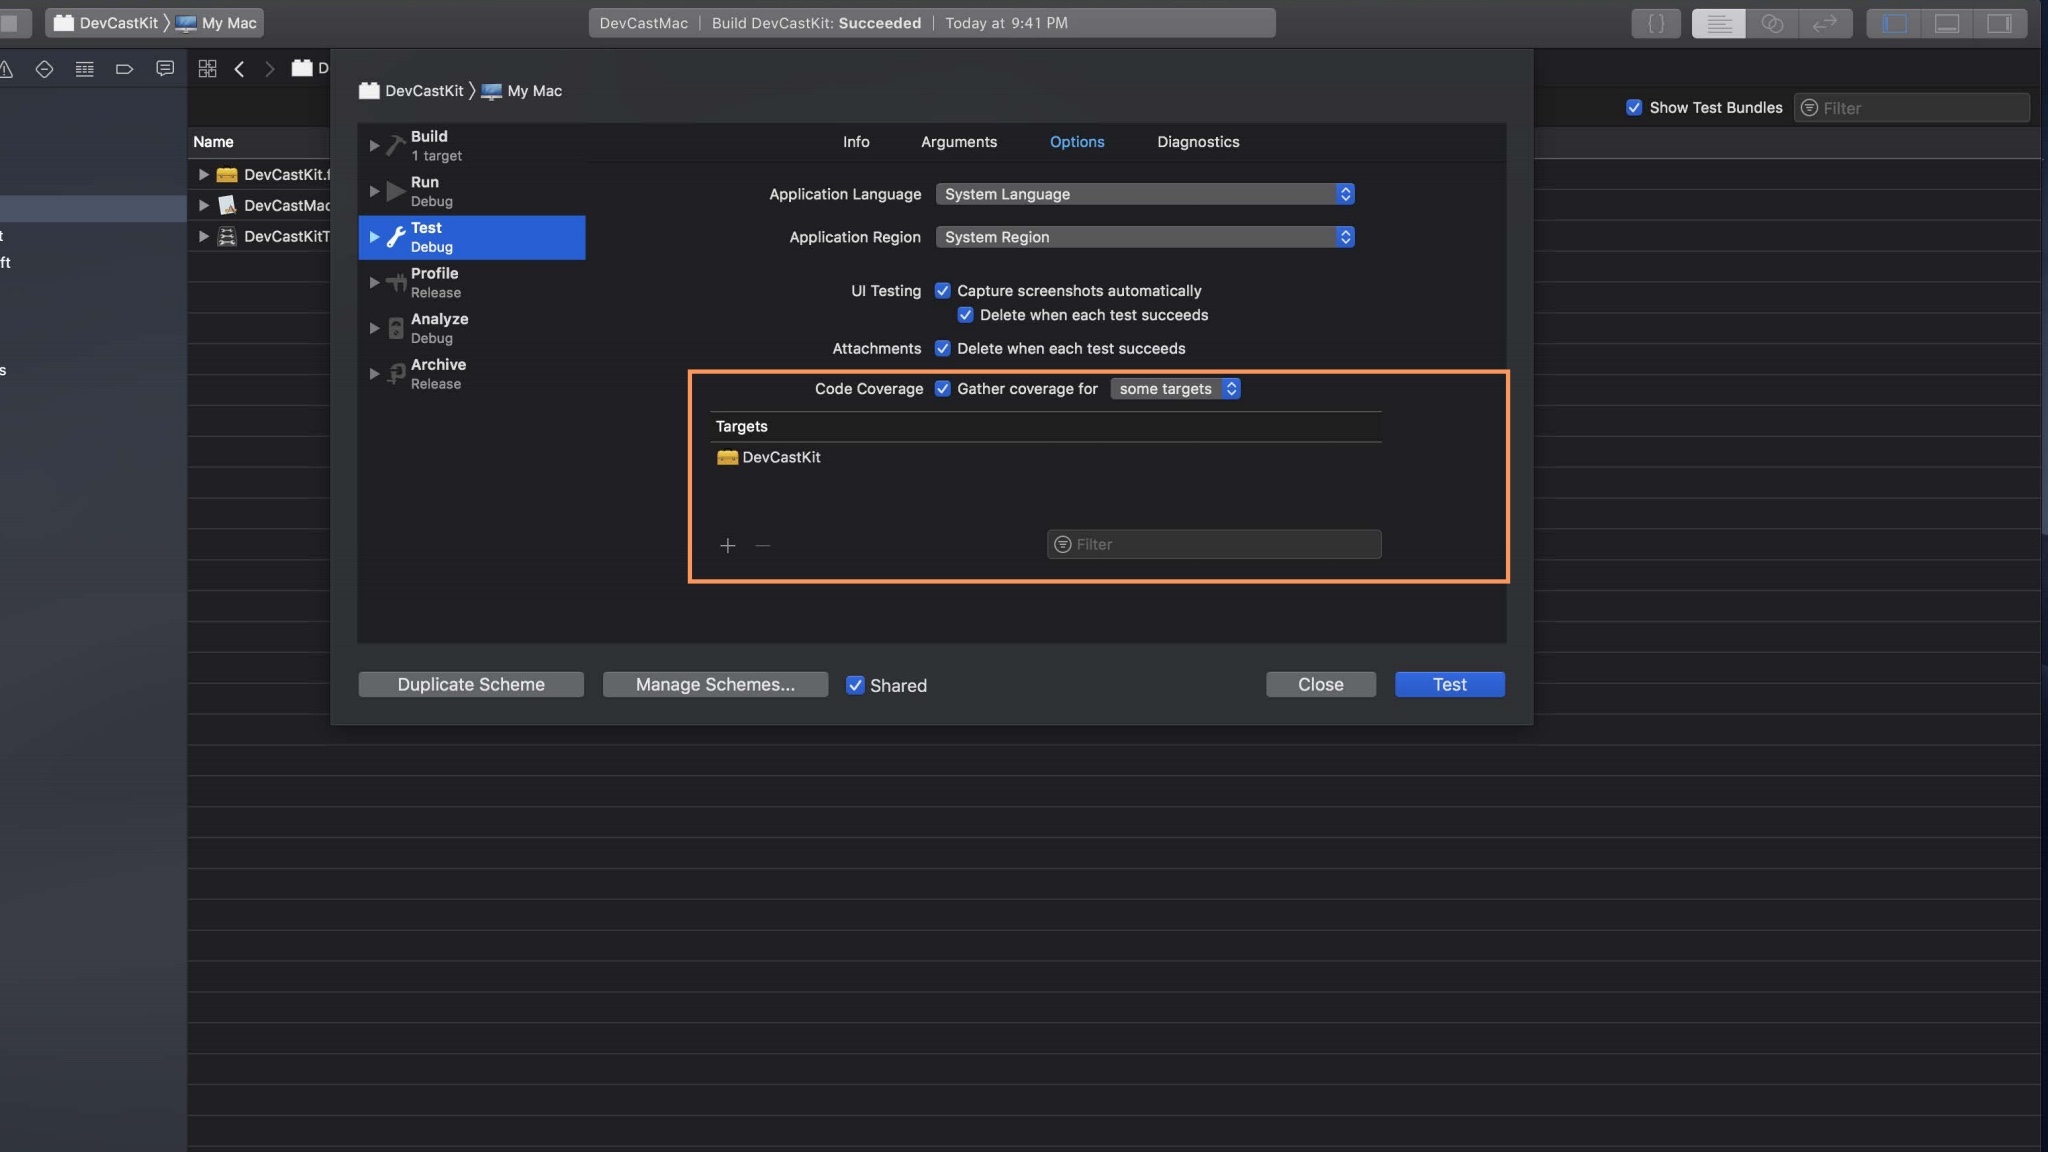 DevCastKit 〉 My Mac
DevCastMac | Build DevCastKit: Succeeded | Today at 9:41 PM
{ }
D
DevCastKit 〉 My Mac
Show Test Bundles
Filter
Name
DevCastKit.f
DevCastMac
DevCastKitT
t
ft
s
Build
1 target
Run
Debug
Test
Debug
Profile
Release
Analyze
Debug
Archive
Release
Info Arguments Options Diagnostics
Application Language System Language
Application Region System Region
UI Testing Capture screenshots automatically
Delete when each test succeeds
Attachments Delete when each test succeeds
Code Coverage Gather coverage for some targets
Targets
DevCastKit
Filter
Duplicate Scheme Manage Schemes... Shared Close Test